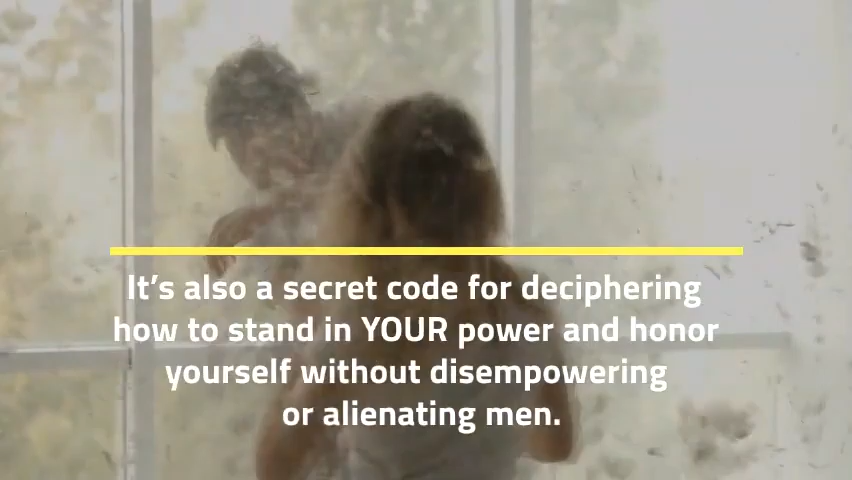 It's also a secret code for deciphering
how to stand in YOUR power and honor
yourself without disempowering
or alienating men.